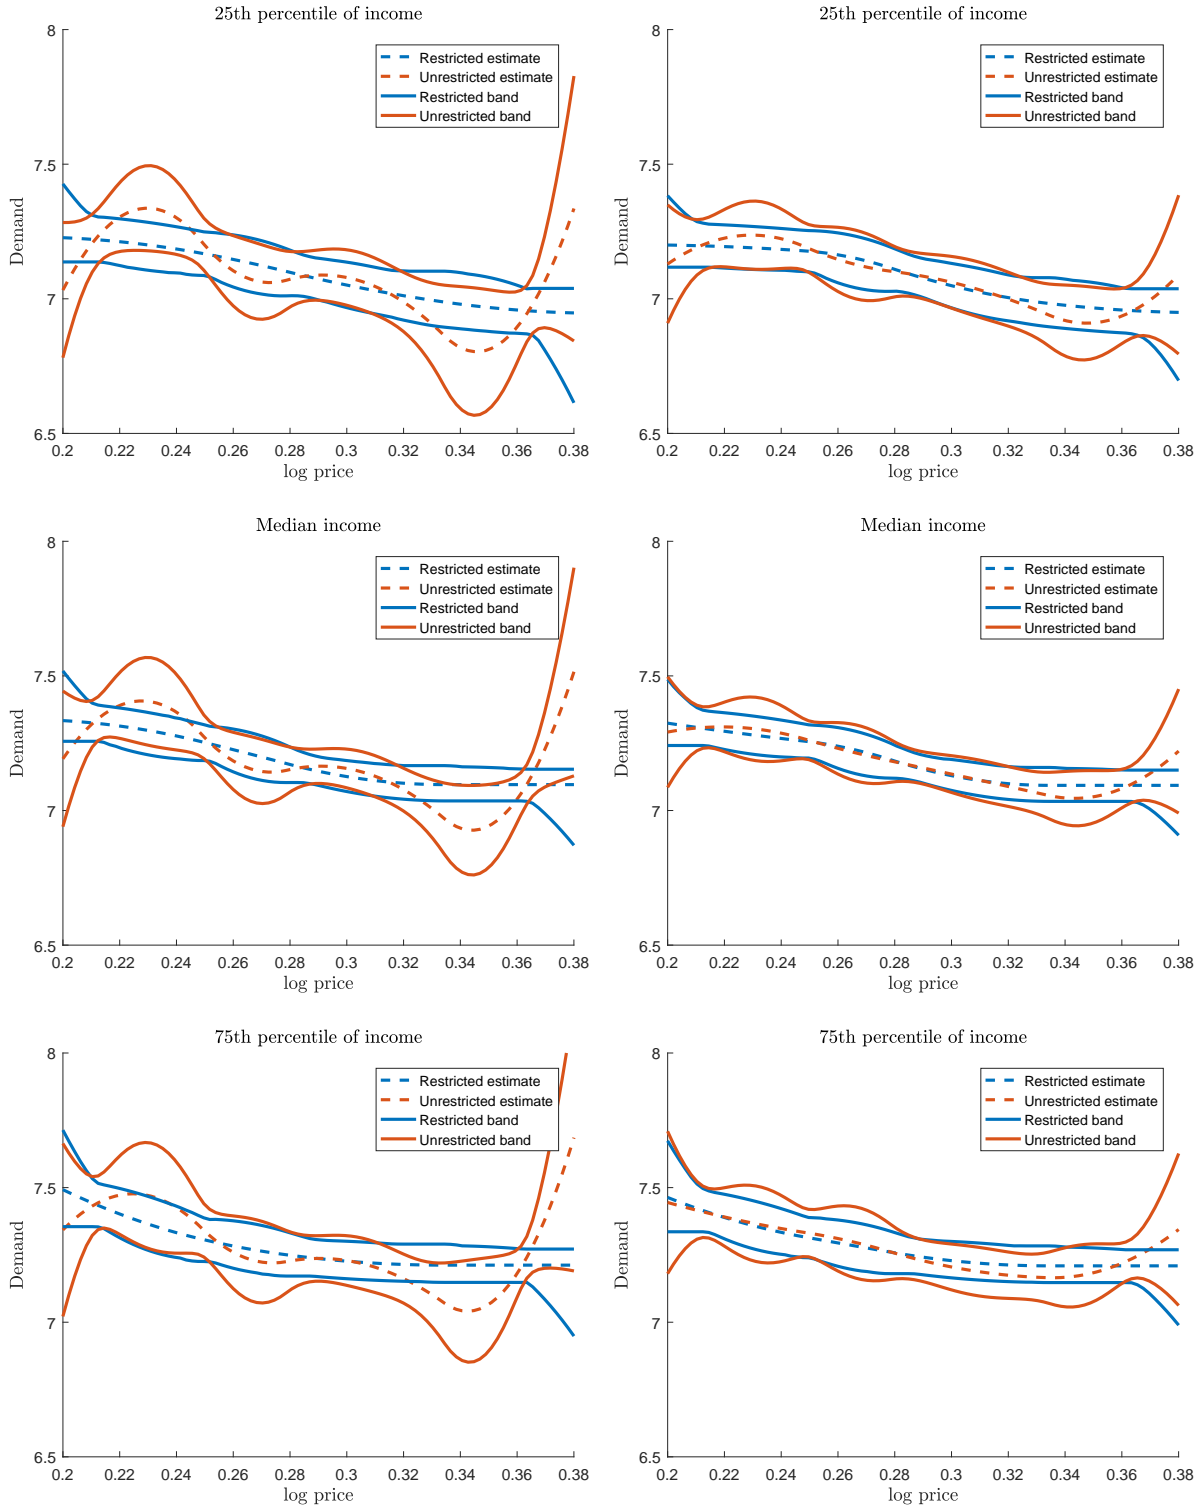 25th percentile of income
8
7.5
7
6.5
Demand
0.2 0.22 0.24 0.26 0.28 0.3 0.32 0.34 0.36 0.38
log price
Restricted estimate
Unrestricted estimate
Restricted band
Unrestricted band
25th percentile of income
8
7.5
7
6.5
Demand
0.2 0.22 0.24 0.26 0.28 0.3 0.32 0.34 0.36 0.38
log price
Restricted estimate
Unrestricted estimate
Restricted band
Unrestricted band
Median income
8
7.5
7
6.5
Demand
0.2 0.22 0.24 0.26 0.28 0.3 0.32 0.34 0.36 0.38
log price
Restricted estimate
Unrestricted estimate
Restricted band
Unrestricted band
Median income
8
7.5
7
6.5
Demand
0.2 0.22 0.24 0.26 0.28 0.3 0.32 0.34 0.36 0.38
log price
Restricted estimate
Unrestricted estimate
Restricted band
Unrestricted band
75th percentile of income
8
7.5
7
6.5
Demand
0.2 0.22 0.24 0.26 0.28 0.3 0.32 0.34 0.36 0.38
log price
Restricted estimate
Unrestricted estimate
Restricted band
Unrestricted band
75th percentile of income
8
7.5
7
6.5
Demand
0.2 0.22 0.24 0.26 0.28 0.3 0.32 0.34 0.36 0.38
log price
Restricted estimate
Unrestricted estimate
Restricted band
Unrestricted band